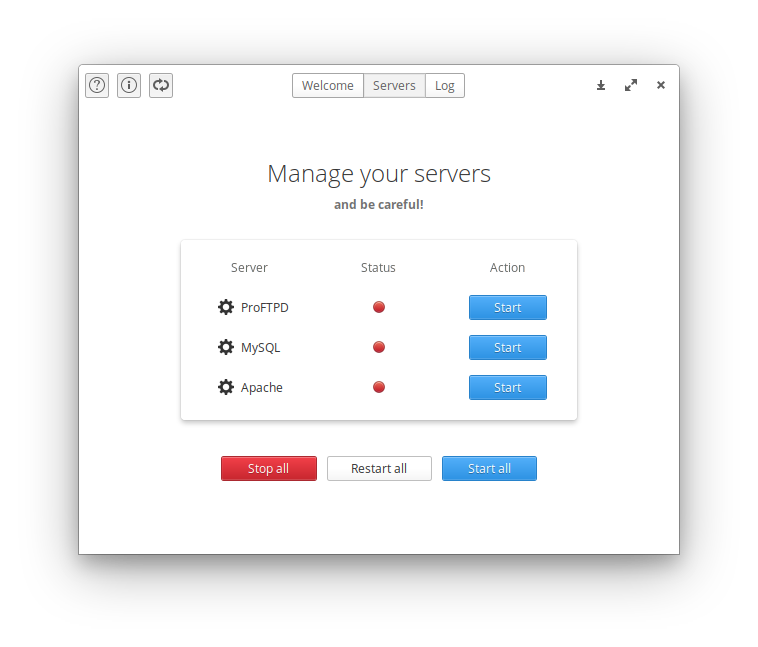 Welcome Servers Log
Manage your servers
and be careful!
Server Status Action
ProFTPD Start
MySQL Start
Apache Start
Stop all Restart all Start all